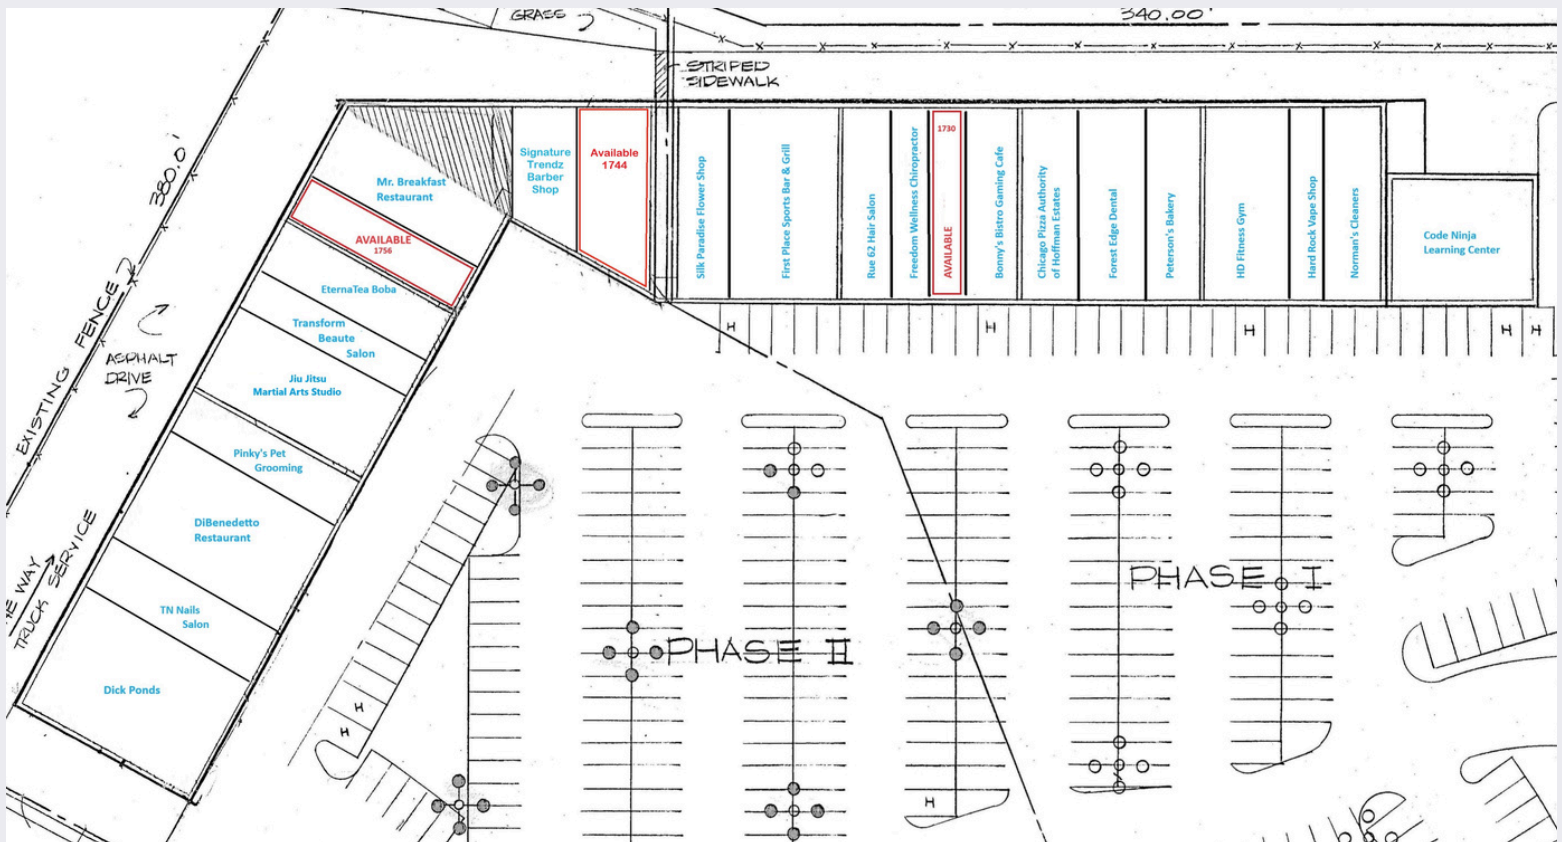 GRASS
340.00'
STRIPED
SIDEWALK
380.0'
EXISTING FENCE
ASPHALT
DRIVE
WAY
TRUCK SERVICE
Mr. Breakfast
Restaurant
AVAILABLE
1756
EternaTea Boba
Transform
Beaute
Salon
Jiu Jitsu
Martial Arts Studio
Pinky's Pet
Grooming
DiBenedetto
Restaurant
TN Nails
Salon
Dick Ponds
Signature
Trendz
Barber
Shop
Available
1744
Silk Paradise Flower Shop
First Place Sports Bar & Grill
Rue 62 Hair Salon
Freedom Wellness Chiropractor
1730
AVAILABLE
Bonny's Bistro Gaming Cafe
Chicago Pizza Authority
of Hoffman Estates
Forest Edge Dental
Peterson's Bakery
HD Fitness Gym
Hard Rock Vape Shop
Norman's Cleaners
Code Ninja
Learning Center
H
H
H
H
H
PHASE I
PHASE II
H
H
H